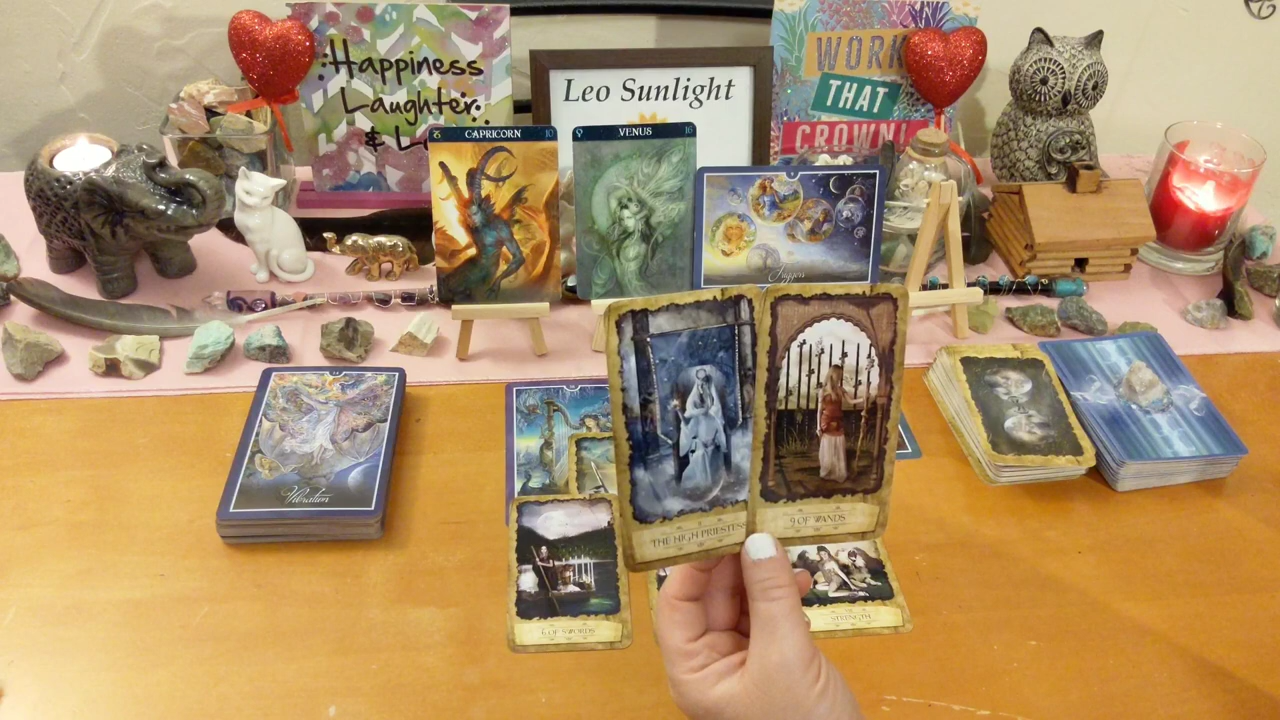 Happiness
Laughter
& L
Leo Sunlight
WORK
THAT
CROWN!
CAPRICORN 10
VENUS 16
Triggers
Vibration
THE HIGH PRIESTESS
9 OF WANDS
6 OF SWORDS
STRENGTH